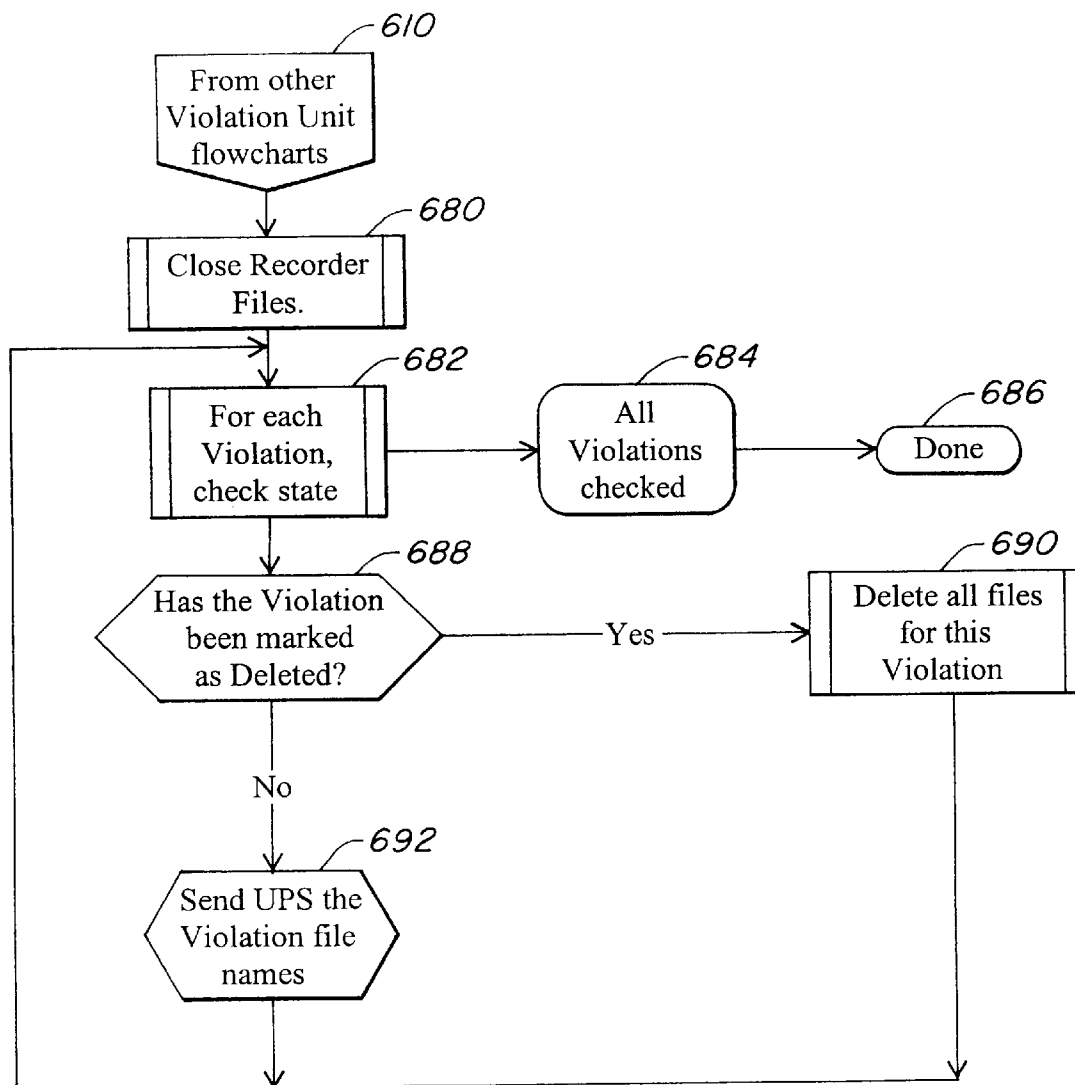 610
From other
Violation Unit
flowcharts
680
Close Recorder
Files.
682
For each
Violation,
check state
684
All
Violations
checked
686
Done
688
Has the Violation
been marked
as Deleted?
Yes
690
Delete all files
for this
Violation
No
692
Send UPS the
Violation file
names